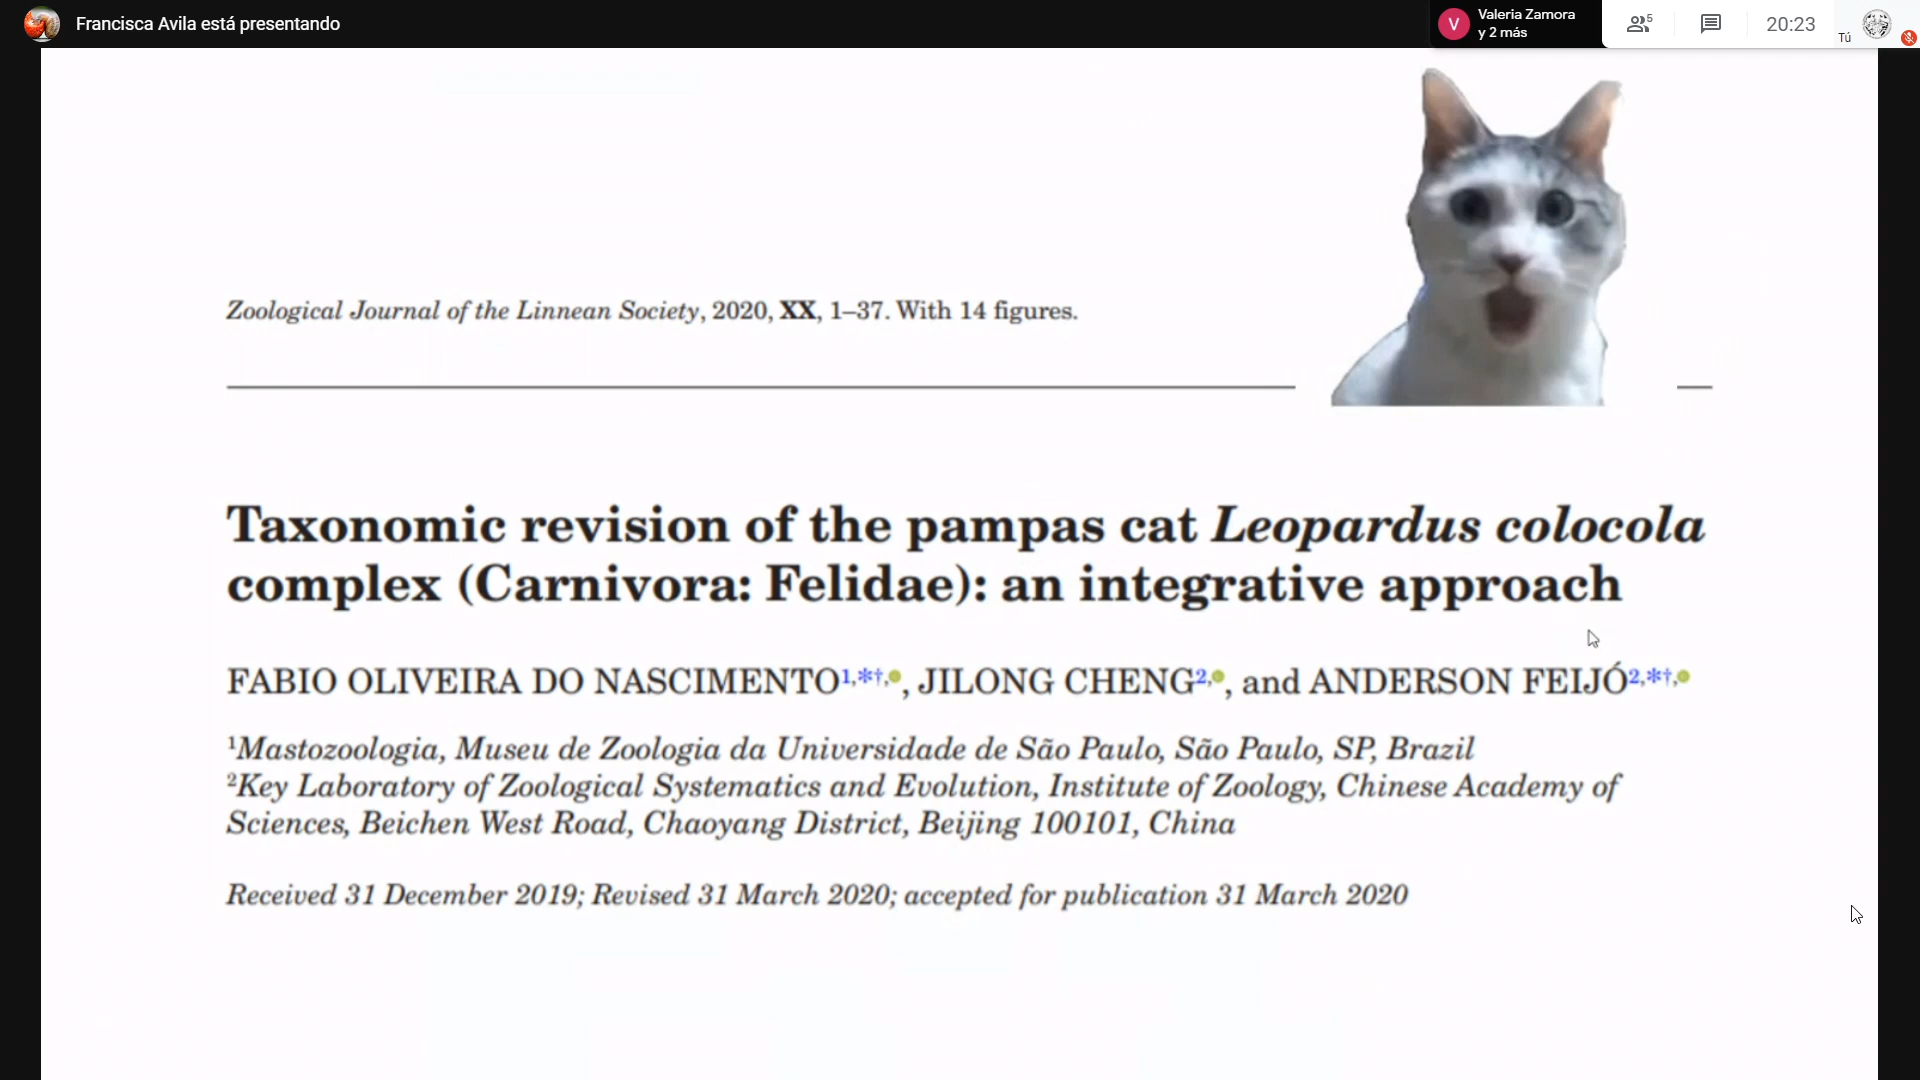 Francisca Avila está presentando
V
Valeria Zamora
y 2 más
5
20:23
Tú
Zoological Journal of the Linnean Society, 2020, XX, 1–37. With 14 figures.
Taxonomic revision of the pampas cat Leopardus colocola
complex (Carnivora: Felidae): an integrative approach
FABIO OLIVEIRA DO NASCIMENTO1,*†, , JILONG CHENG2, , and ANDERSON FEIJÓ2,*†,
1Mastozoologia, Museu de Zoologia da Universidade de São Paulo, São Paulo, SP, Brazil
2Key Laboratory of Zoological Systematics and Evolution, Institute of Zoology, Chinese Academy of
Sciences, Beichen West Road, Chaoyang District, Beijing 100101, China
Received 31 December 2019; Revised 31 March 2020; accepted for publication 31 March 2020